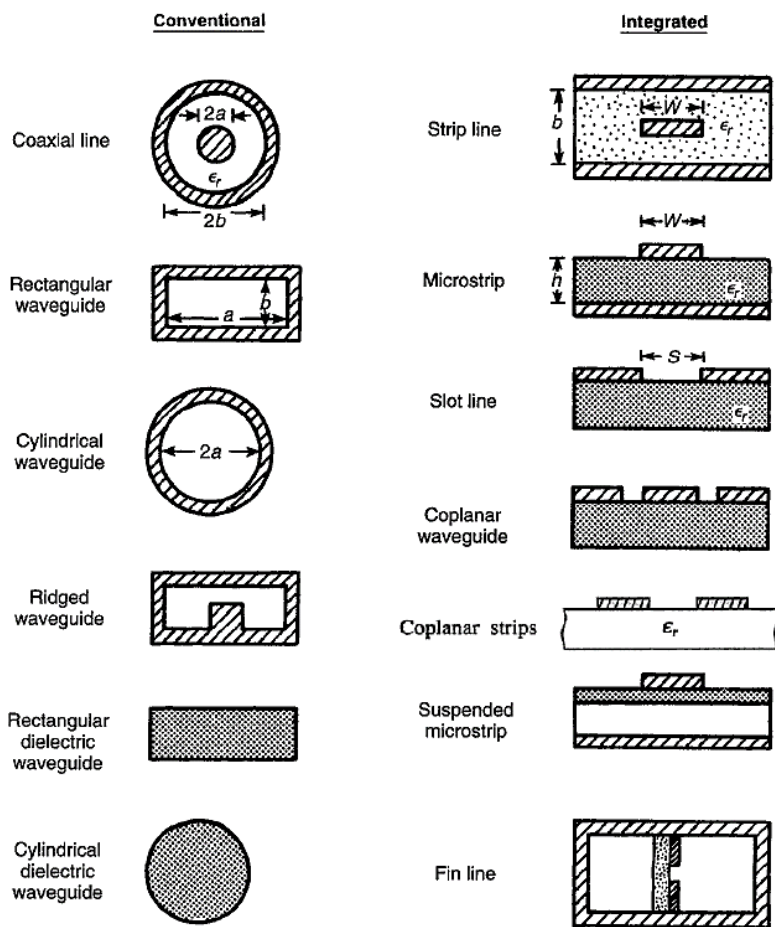 Conventional
Coaxial line
2a
ϵr
2b
Rectangular
waveguide
b
a
Cylindrical
waveguide
2a
Ridged
waveguide
Rectangular
dielectric
waveguide
Cylindrical
dielectric
waveguide
Integrated
Strip line
W
b
ϵr
Microstrip
W
h
ϵr
Slot line
S
ϵr
Coplanar
waveguide
Coplanar strips
εr
Suspended
microstrip
Fin line